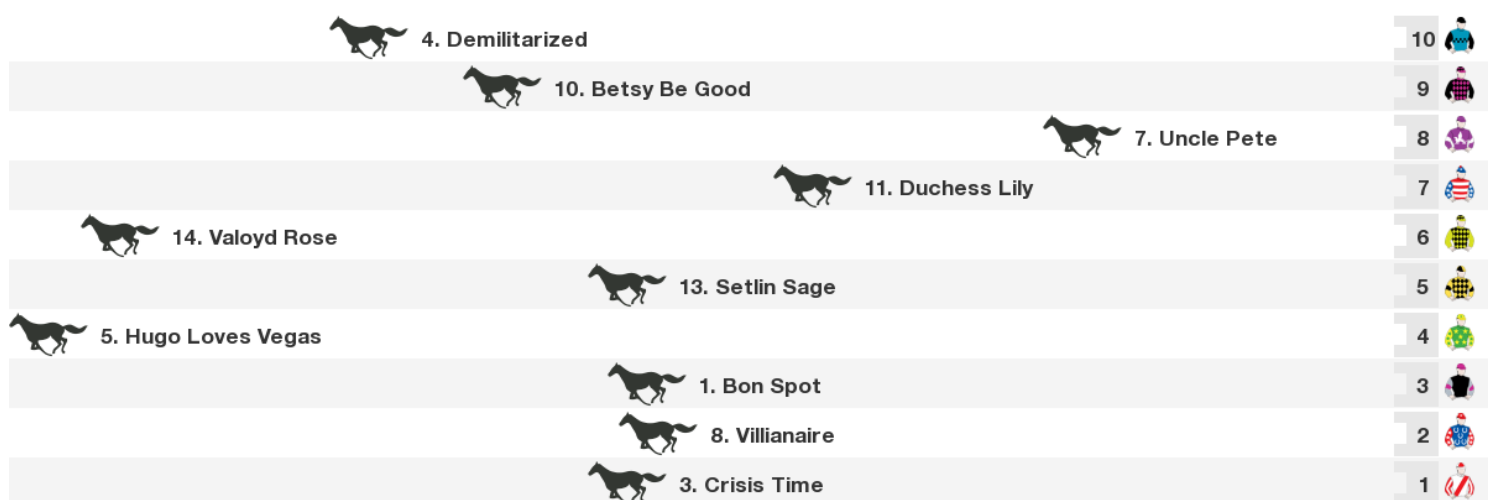 4. Demilitarized 10
10. Betsy Be Good 9
7. Uncle Pete 8
11. Duchess Lily 7
14. Valoyd Rose 6
13. Setlin Sage 5
5. Hugo Loves Vegas 4
1. Bon Spot 3
8. Villianaire 2
3. Crisis Time 1